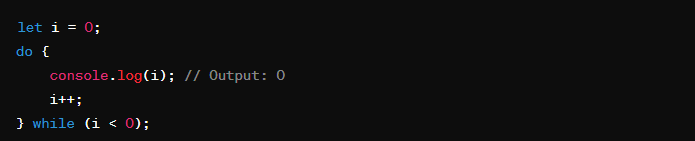 let i = 0;
do {
    console.log(i); // Output: 0
    i++;
} while (i < 0);